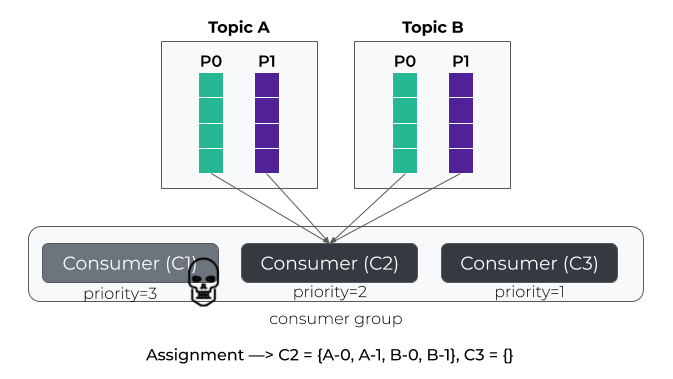 Topic A
Topic B
P0 P1
P0 P1
Consumer (C1)
Consumer (C2)
Consumer (C3)
priority=3
priority=2
priority=1
consumer group
Assignment —> C2 = {A-0, A-1, B-0, B-1}, C3 = {}